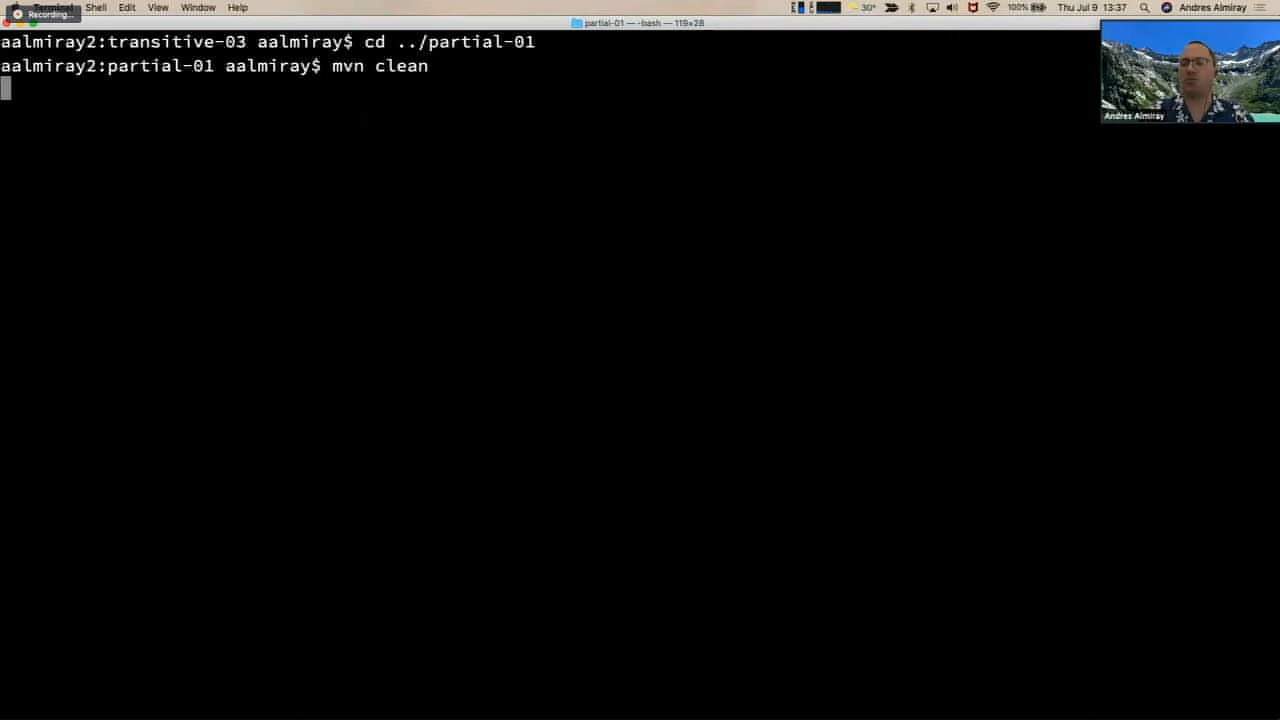 Recording...
Terminal Shell Edit View Window Help
30° 100% Thu Jul 9 13:37 Andres Almiray
partial-01 — -bash — 119×28
aalmiray2:transitive-03 aalmiray$ cd ../partial-01
aalmiray2:partial-01 aalmiray$ mvn clean
Andres Almiray